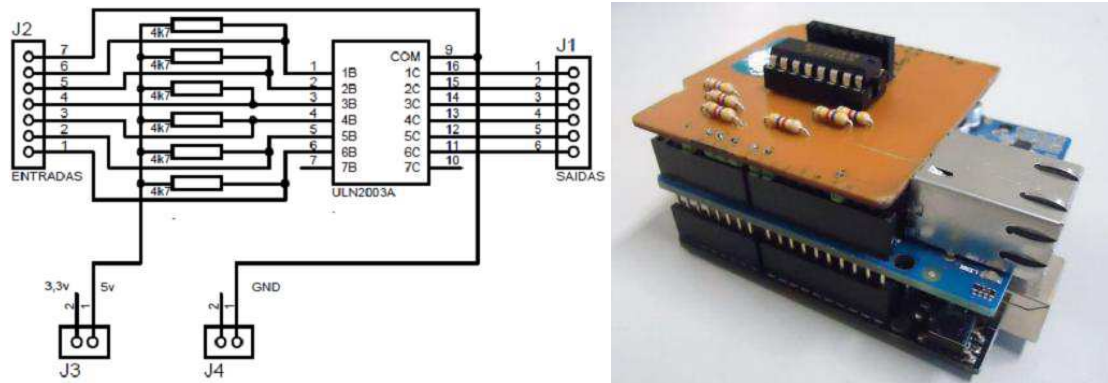 J2
7
6
5
4
3
2
1
ENTRADAS
4k7
4k7
4k7
4k7
4k7
4k7
1
2
3
4
5
6
7
1B
2B
3B
4B
5B
6B
7B
COM
1C
2C
3C
4C
5C
6C
7C
9
16
15
14
13
12
11
10
ULN2003A
J1
1
2
3
4
5
6
SAIDAS
3,3v
5v
2
1
J3
GND
2
1
J4